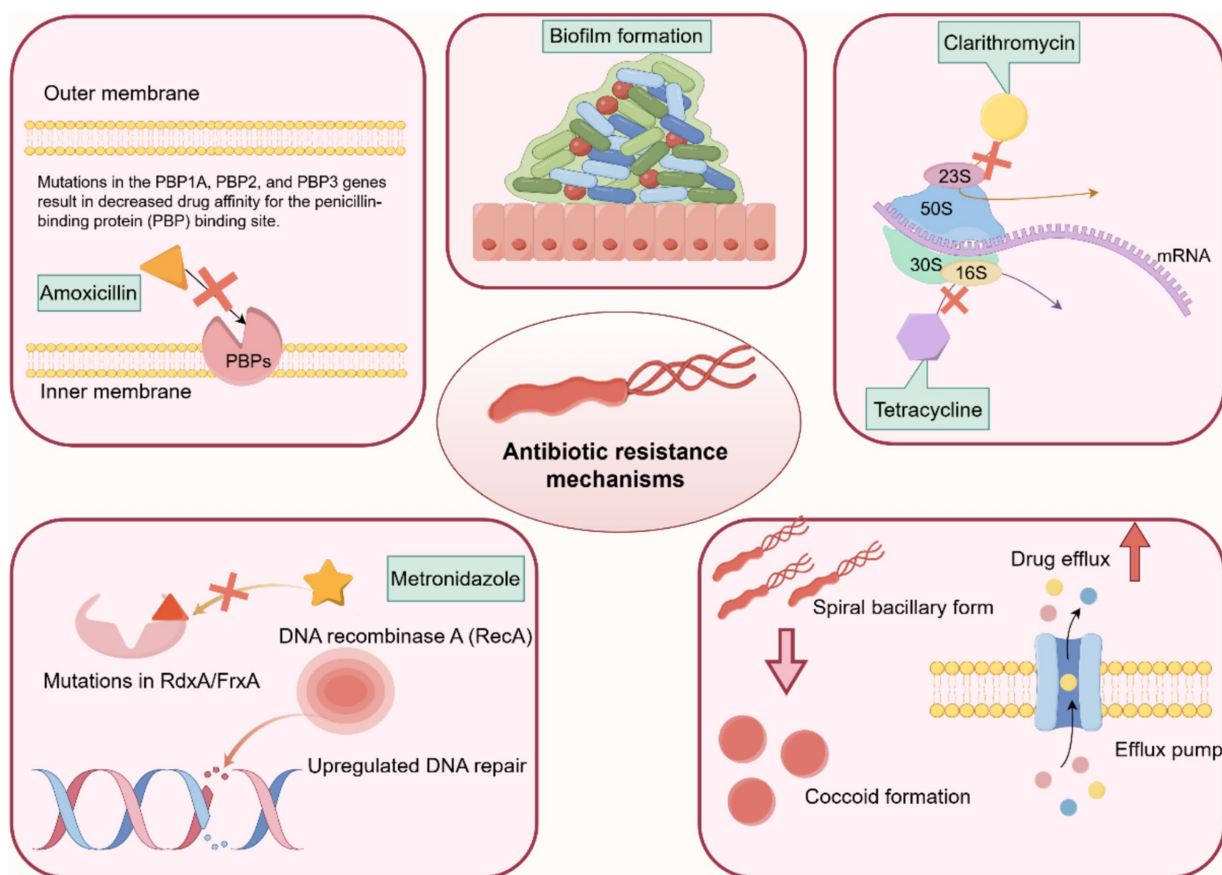 Outer membrane
Mutations in the PBP1A, PBP2, and PBP3 genes
result in decreased drug affinity for the penicillin-
binding protein (PBP) binding site.
Amoxicillin
PBPs
Inner membrane
Biofilm formation
Clarithromycin
23S
50S
30S
16S
mRNA
Tetracycline
Antibiotic resistance
mechanisms
Metronidazole
DNA recombinase A (RecA)
Mutations in RdxA/FrxA
Upregulated DNA repair
Drug efflux
Spiral bacillary form
Efflux pump
Coccoid formation